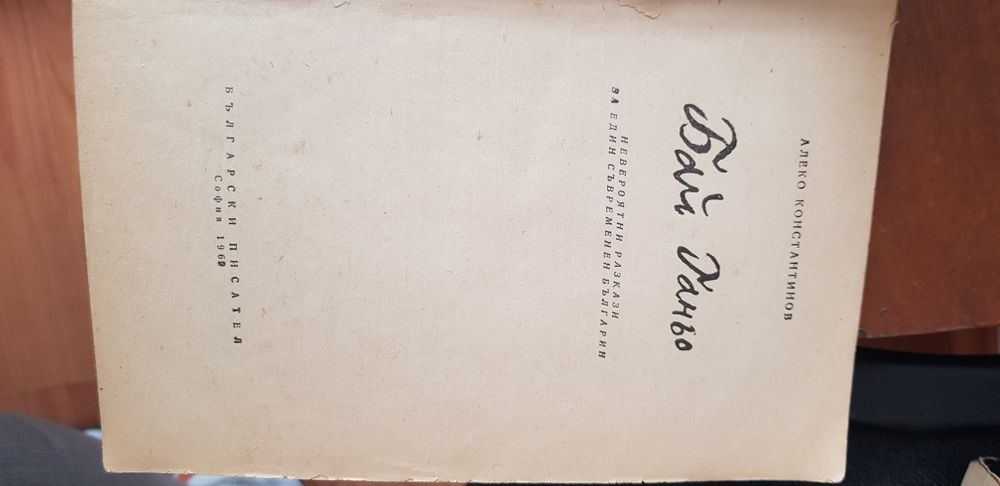 АЛЕКО КОНСТАНТИНОВ
Бай Ганьо
НЕВЕРОЯТНИ РАЗКАЗИ
ЗА ЕДИН СЪВРЕМЕНЕН БЪЛГАРИН
БЪЛГАРСКИ ПИСАТЕЛ
София